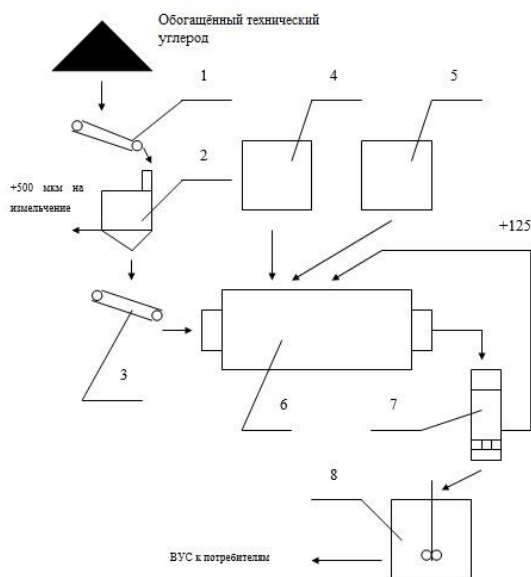 Обогащённый технический
углерод
1
4
5
2
+500 мкм на
измельчение
+125
3
6
7
8
ВУС к потребителям